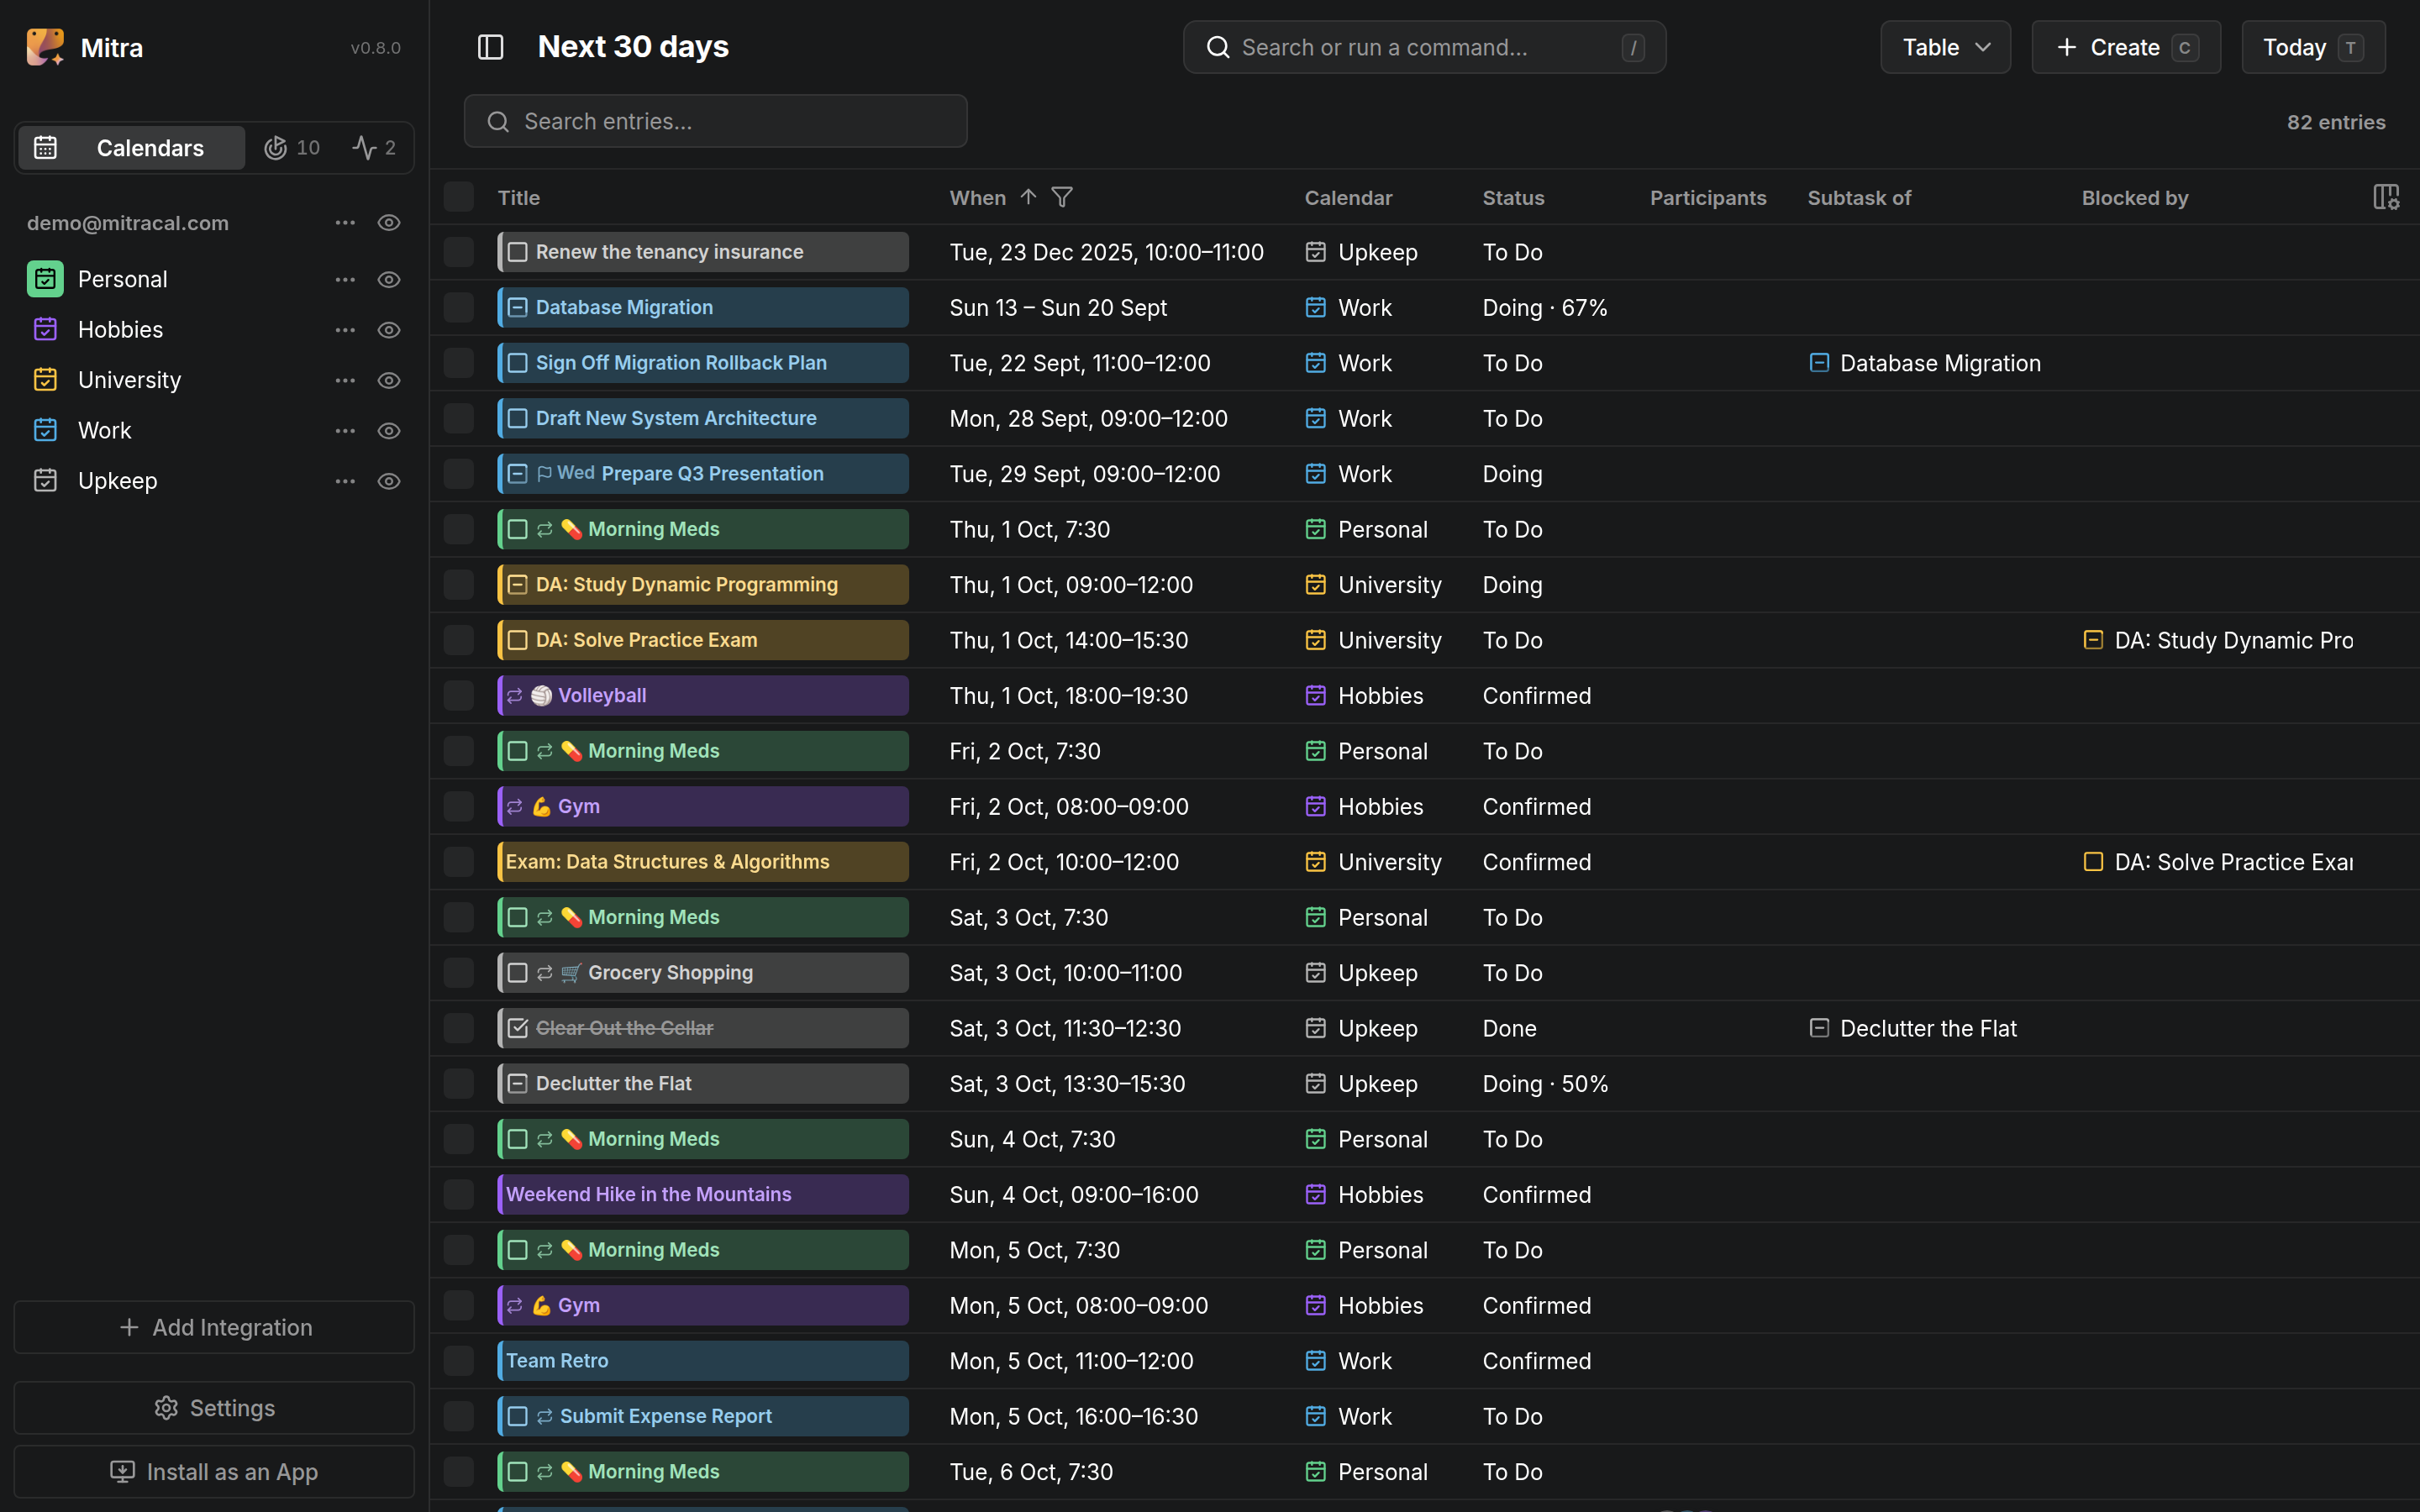 Mitra v0.8.0
Calendars 10 2
demo@mitracal.com
Personal
Hobbies
University
Work
Upkeep
Add Integration
Settings
Install as an App
Next 30 days
Search or run a command... /
Table
Create C
Today T
Search entries...
82 entries
Title When Calendar Status Participants Subtask of Blocked by
Renew the tenancy insurance Tue, 23 Dec 2025, 10:00–11:00 Upkeep To Do
Database Migration Sun 13 – Sun 20 Sept Work Doing · 67%
Sign Off Migration Rollback Plan Tue, 22 Sept, 11:00–12:00 Work To Do Database Migration
Draft New System Architecture Mon, 28 Sept, 09:00–12:00 Work To Do
Wed Prepare Q3 Presentation Tue, 29 Sept, 09:00–12:00 Work Doing
Morning Meds Thu, 1 Oct, 7:30 Personal To Do
DA: Study Dynamic Programming Thu, 1 Oct, 09:00–12:00 University Doing
DA: Solve Practice Exam Thu, 1 Oct, 14:00–15:30 University To Do DA: Study Dynamic Pro
Volleyball Thu, 1 Oct, 18:00–19:30 Hobbies Confirmed
Morning Meds Fri, 2 Oct, 7:30 Personal To Do
Gym Fri, 2 Oct, 08:00–09:00 Hobbies Confirmed
Exam: Data Structures & Algorithms Fri, 2 Oct, 10:00–12:00 University Confirmed DA: Solve Practice Exa
Morning Meds Sat, 3 Oct, 7:30 Personal To Do
Grocery Shopping Sat, 3 Oct, 10:00–11:00 Upkeep To Do
Clear Out the Cellar Sat, 3 Oct, 11:30–12:30 Upkeep Done Declutter the Flat
Declutter the Flat Sat, 3 Oct, 13:30–15:30 Upkeep Doing · 50%
Morning Meds Sun, 4 Oct, 7:30 Personal To Do
Weekend Hike in the Mountains Sun, 4 Oct, 09:00–16:00 Hobbies Confirmed
Morning Meds Mon, 5 Oct, 7:30 Personal To Do
Gym Mon, 5 Oct, 08:00–09:00 Hobbies Confirmed
Team Retro Mon, 5 Oct, 11:00–12:00 Work Confirmed
Submit Expense Report Mon, 5 Oct, 16:00–16:30 Work To Do
Morning Meds Tue, 6 Oct, 7:30 Personal To Do